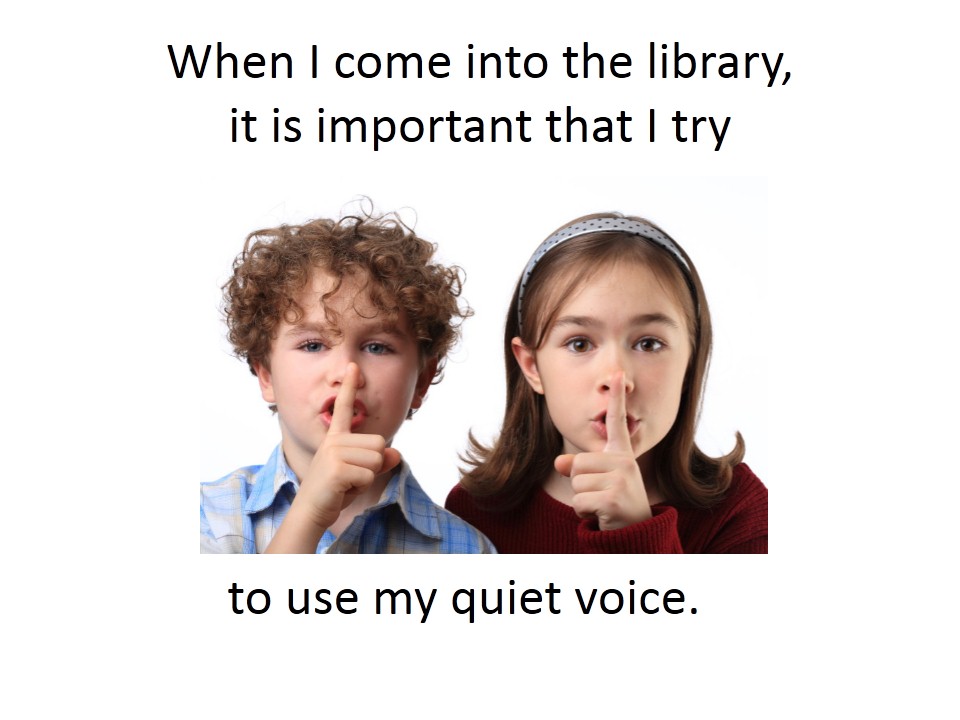 When I come into the library,
it is important that I try
to use my quiet voice.